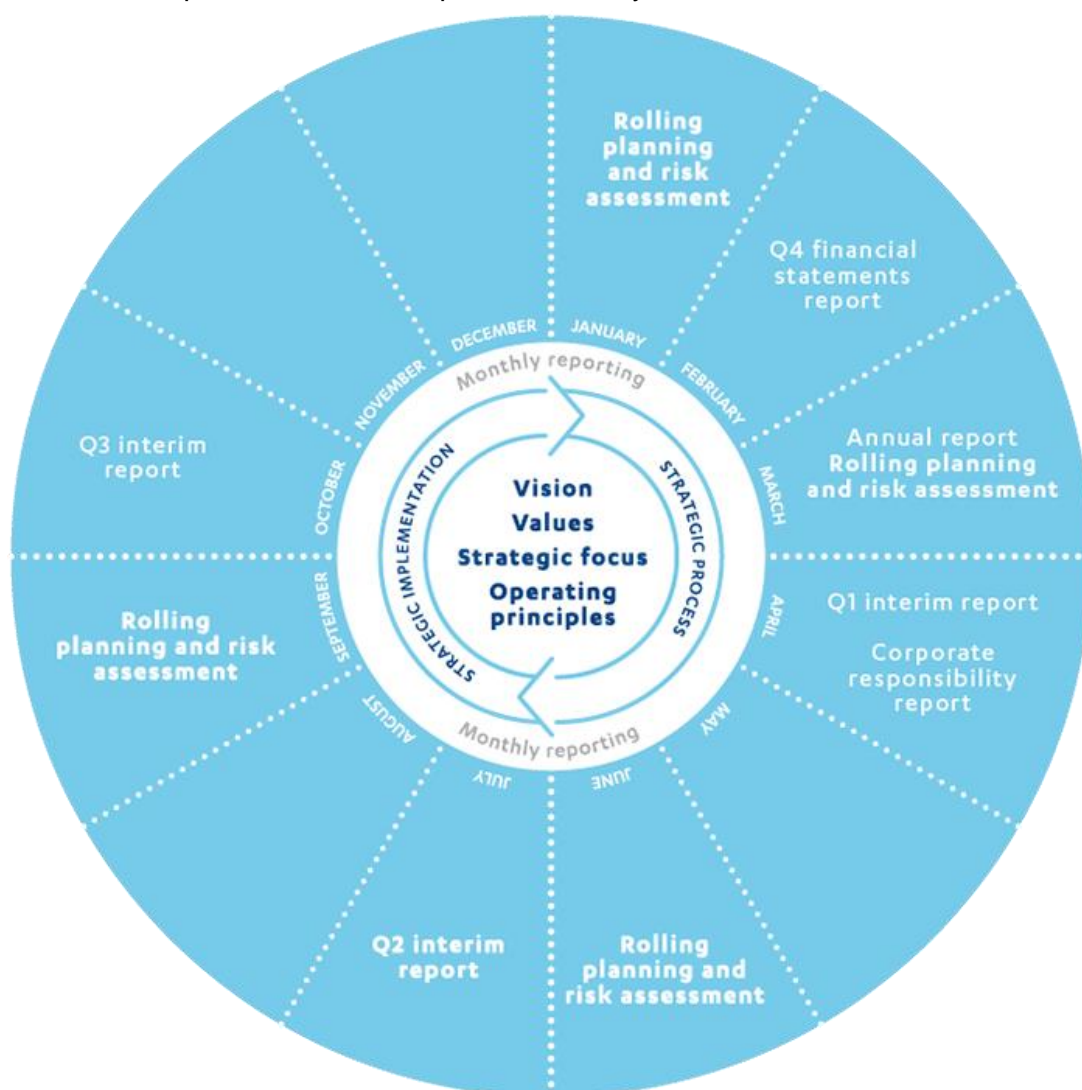 Rolling
planning
and risk
assessment
Q4 financial
statements
report
Annual report
Rolling planning
and risk assessment
Q1 interim report
Corporate
responsibility
report
Rolling
planning and
risk assessment
Q2 interim
report
Rolling
planning and risk
assessment
Q3 interim
report
JANUARY
FEBRUARY
MARCH
APRIL
MAY
JUNE
JULY
AUGUST
SEPTEMBER
OCTOBER
NOVEMBER
DECEMBER
Monthly reporting
STRATEGIC PROCESS
Monthly reporting
STRATEGIC IMPLEMENTATION
Vision
Values
Strategic focus
Operating
principles